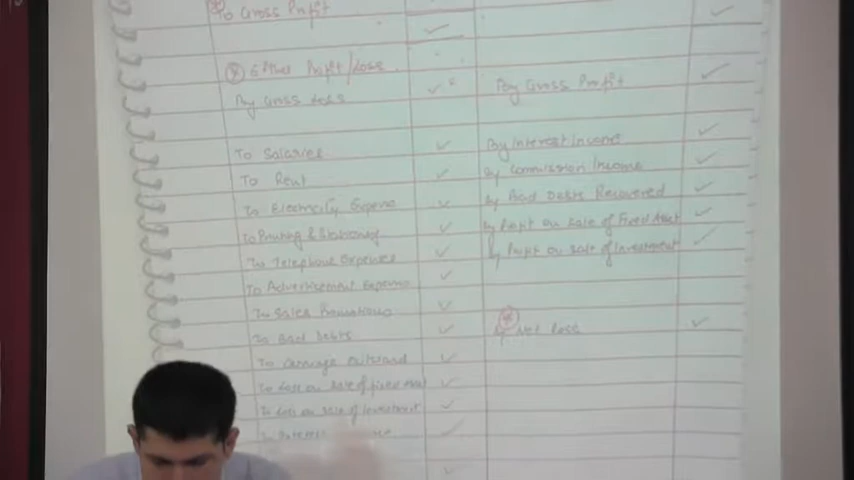 To Gross Profit
Either Profit/Loss
By Gross Loss
By Gross Profit
To Salaries
By Interest Income
To Rent
By Commission Income
To Electricity Expense
By Bad Debts Recovered
To Printing & Stationery
By Profit on sale of Fixed Asset
To Telephone Expenses
By Profit on sale of Investment
To Advertisement Expense
To Sales Promotions
By Net Loss
To Bad Debts
To Carriage Outward
To Loss on sale of fixed asset
To Loss on sale of Investment
Interest